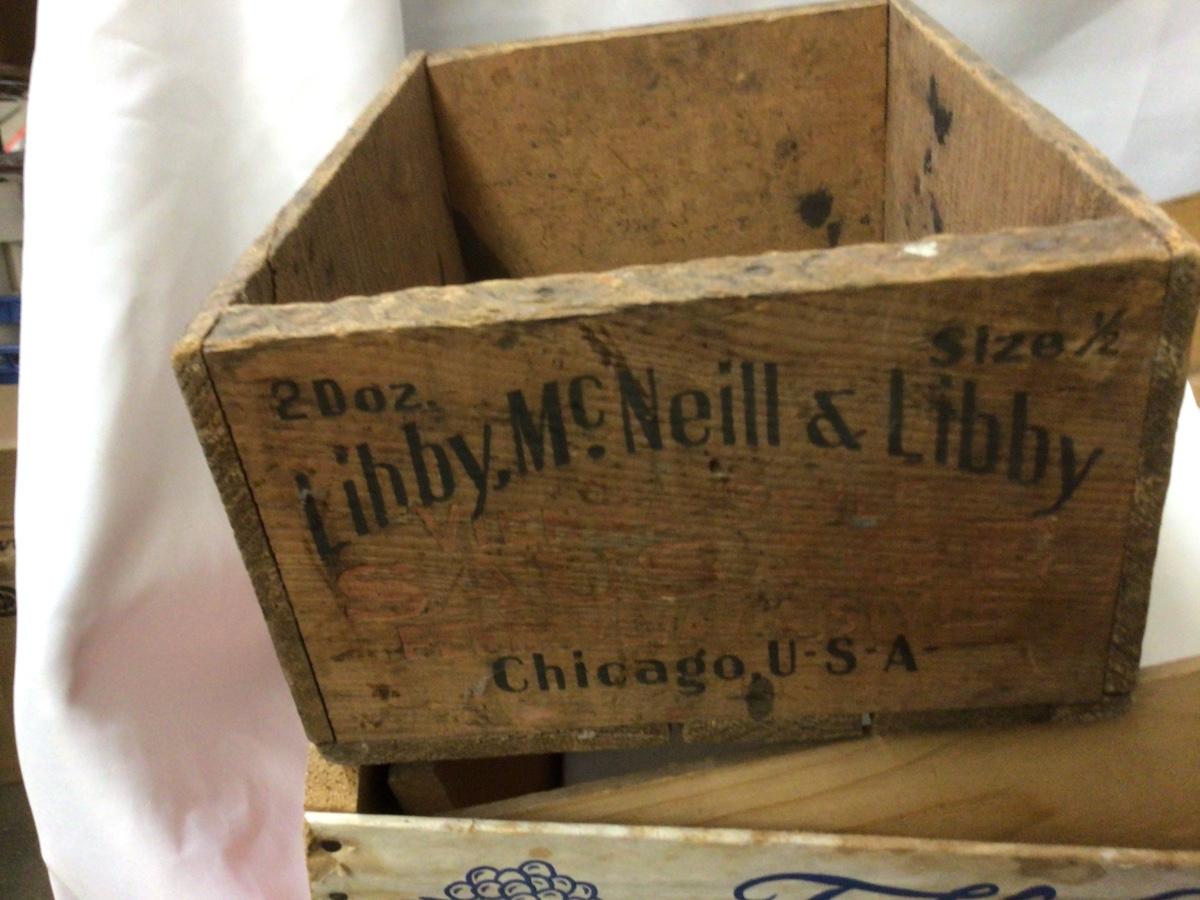 2 Doz. Size ½
Libby, McNeill & Libby
Chicago, U-S-A-